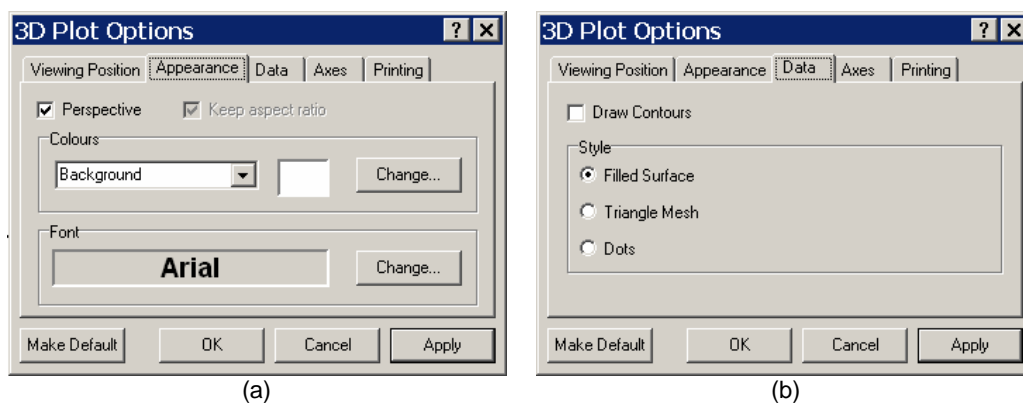 3D Plot Options
Viewing Position Appearance Data Axes Printing
Perspective Keep aspect ratio
Colours
Background Change...
Font
Arial Change...
Make Default OK Cancel Apply
(a)
3D Plot Options
Viewing Position Appearance Data Axes Printing
Draw Contours
Style
Filled Surface
Triangle Mesh
Dots
Make Default OK Cancel Apply
(b)